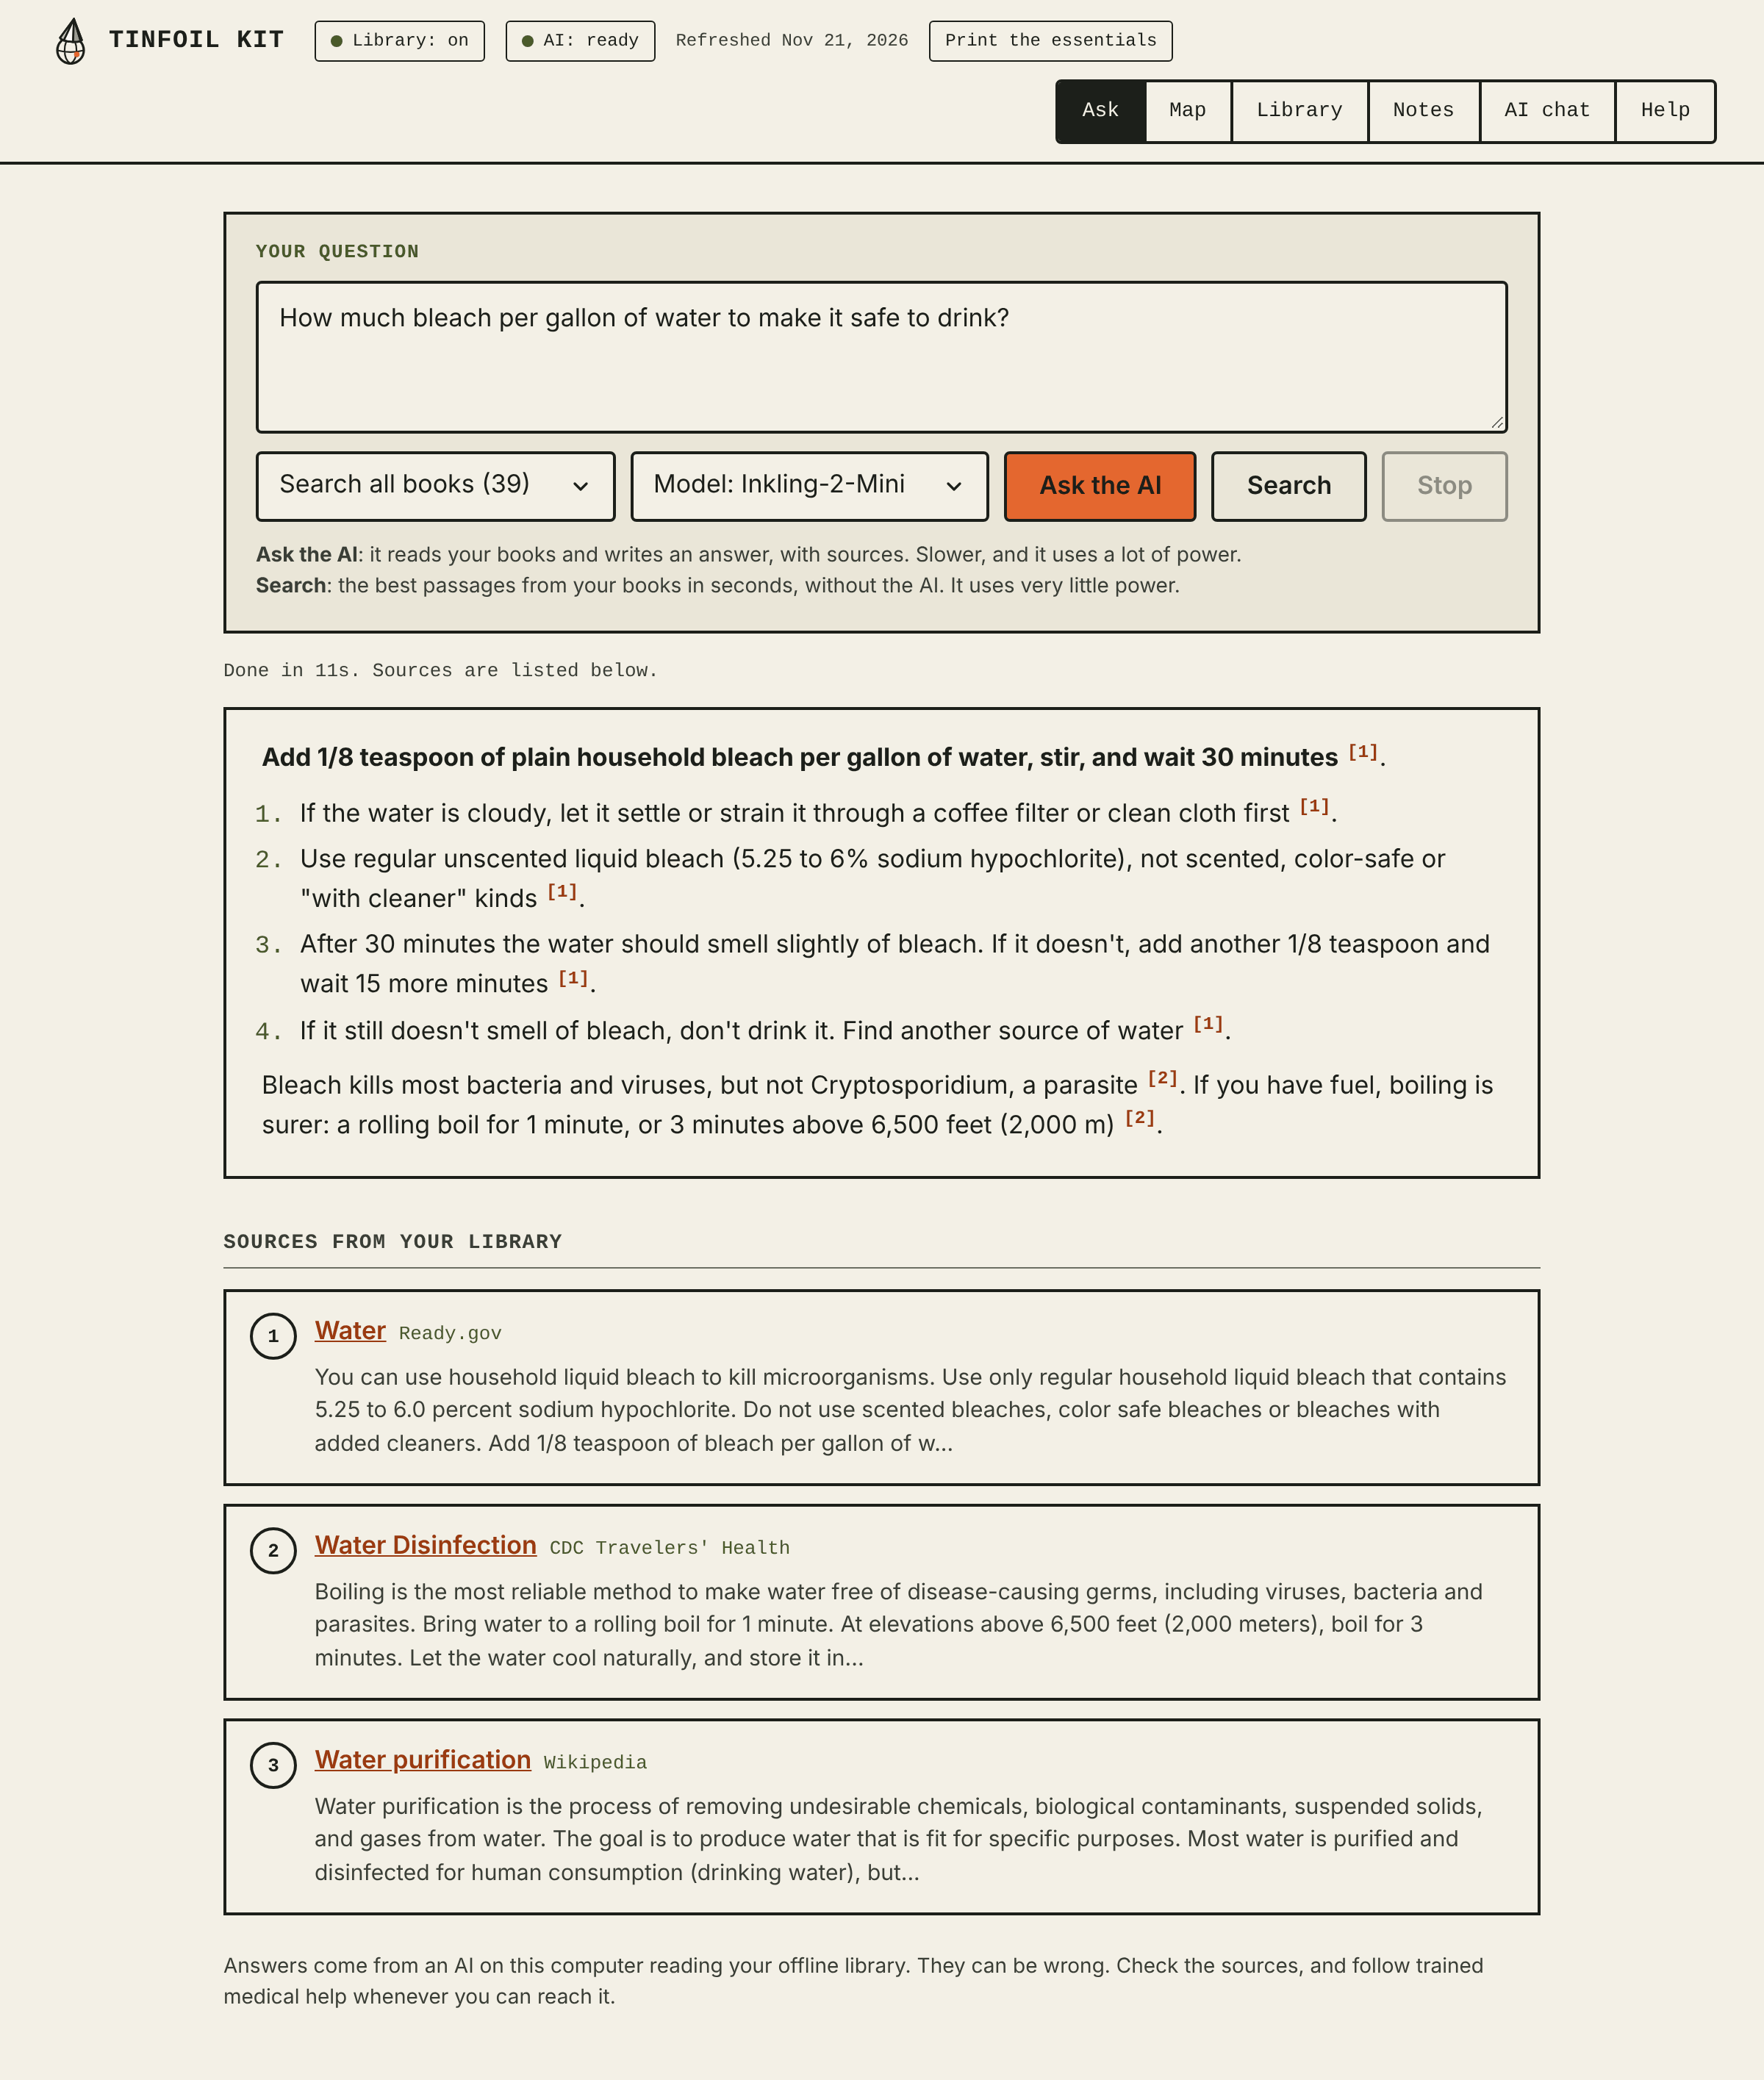 TINFOIL KIT
Library: on
AI: ready
Refreshed Nov 21, 2026
Print the essentials
Ask
Map
Library
Notes
AI chat
Help
YOUR QUESTION
How much bleach per gallon of water to make it safe to drink?
Search all books (39)
Model: Inkling-2-Mini
Ask the AI
Search
Stop
Ask the AI: it reads your books and writes an answer, with sources. Slower, and it uses a lot of power.
Search: the best passages from your books in seconds, without the AI. It uses very little power.
Done in 11s. Sources are listed below.
Add 1/8 teaspoon of plain household bleach per gallon of water, stir, and wait 30 minutes [1].
1. If the water is cloudy, let it settle or strain it through a coffee filter or clean cloth first [1].
2. Use regular unscented liquid bleach (5.25 to 6% sodium hypochlorite), not scented, color-safe or
"with cleaner" kinds [1].
3. After 30 minutes the water should smell slightly of bleach. If it doesn't, add another 1/8 teaspoon and
wait 15 more minutes [1].
4. If it still doesn't smell of bleach, don't drink it. Find another source of water [1].
Bleach kills most bacteria and viruses, but not Cryptosporidium, a parasite [2]. If you have fuel, boiling is
surer: a rolling boil for 1 minute, or 3 minutes above 6,500 feet (2,000 m) [2].
SOURCES FROM YOUR LIBRARY
1 Water Ready.gov
You can use household liquid bleach to kill microorganisms. Use only regular household liquid bleach that contains
5.25 to 6.0 percent sodium hypochlorite. Do not use scented bleaches, color safe bleaches or bleaches with
added cleaners. Add 1/8 teaspoon of bleach per gallon of w...
2 Water Disinfection CDC Travelers' Health
Boiling is the most reliable method to make water free of disease-causing germs, including viruses, bacteria and
parasites. Bring water to a rolling boil for 1 minute. At elevations above 6,500 feet (2,000 meters), boil for 3
minutes. Let the water cool naturally, and store it in...
3 Water purification Wikipedia
Water purification is the process of removing undesirable chemicals, biological contaminants, suspended solids,
and gases from water. The goal is to produce water that is fit for specific purposes. Most water is purified and
disinfected for human consumption (drinking water), but...
Answers come from an AI on this computer reading your offline library. They can be wrong. Check the sources, and follow trained
medical help whenever you can reach it.